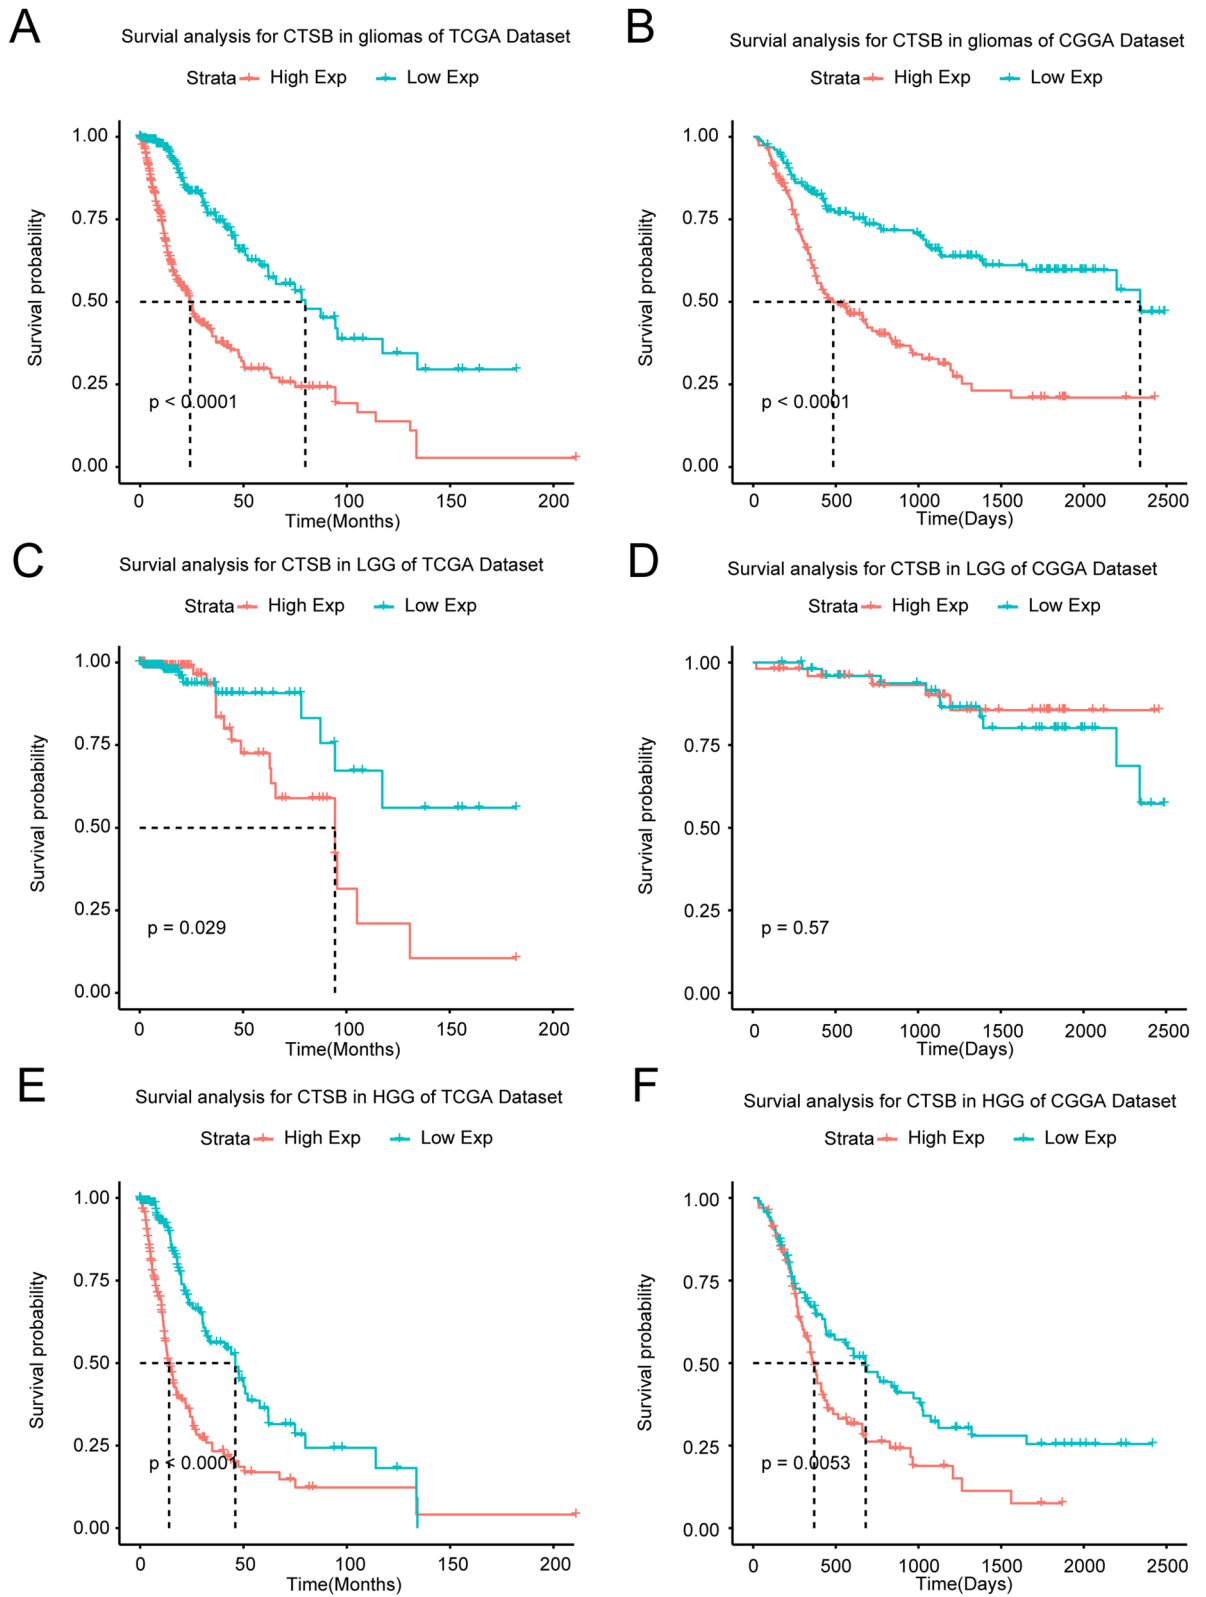 A
Survial analysis for CTSB in gliomas of TCGA Dataset
Strata High Exp Low Exp
1.00
0.75
0.50
0.25
0.00
Survival probability
p < 0.0001
0 50 100 150 200
Time(Months)
B
Survial analysis for CTSB in gliomas of CGGA Dataset
Strata High Exp Low Exp
1.00
0.75
0.50
0.25
0.00
Survival probability
p < 0.0001
0 500 1000 1500 2000 2500
Time(Days)
C
Survial analysis for CTSB in LGG of TCGA Dataset
Strata High Exp Low Exp
1.00
0.75
0.50
0.25
0.00
Survival probability
p = 0.029
0 50 100 150 200
Time(Months)
D
Survial analysis for CTSB in LGG of CGGA Dataset
Strata High Exp Low Exp
1.00
0.75
0.50
0.25
0.00
Survival probability
p = 0.57
0 500 1000 1500 2000 2500
Time(Days)
E
Survial analysis for CTSB in HGG of TCGA Dataset
Strata High Exp Low Exp
1.00
0.75
0.50
0.25
0.00
Survival probability
p < 0.0001
0 50 100 150 200
Time(Months)
F
Survial analysis for CTSB in HGG of CGGA Dataset
Strata High Exp Low Exp
1.00
0.75
0.50
0.25
0.00
Survival probability
p = 0.0053
0 500 1000 1500 2000 2500
Time(Days)